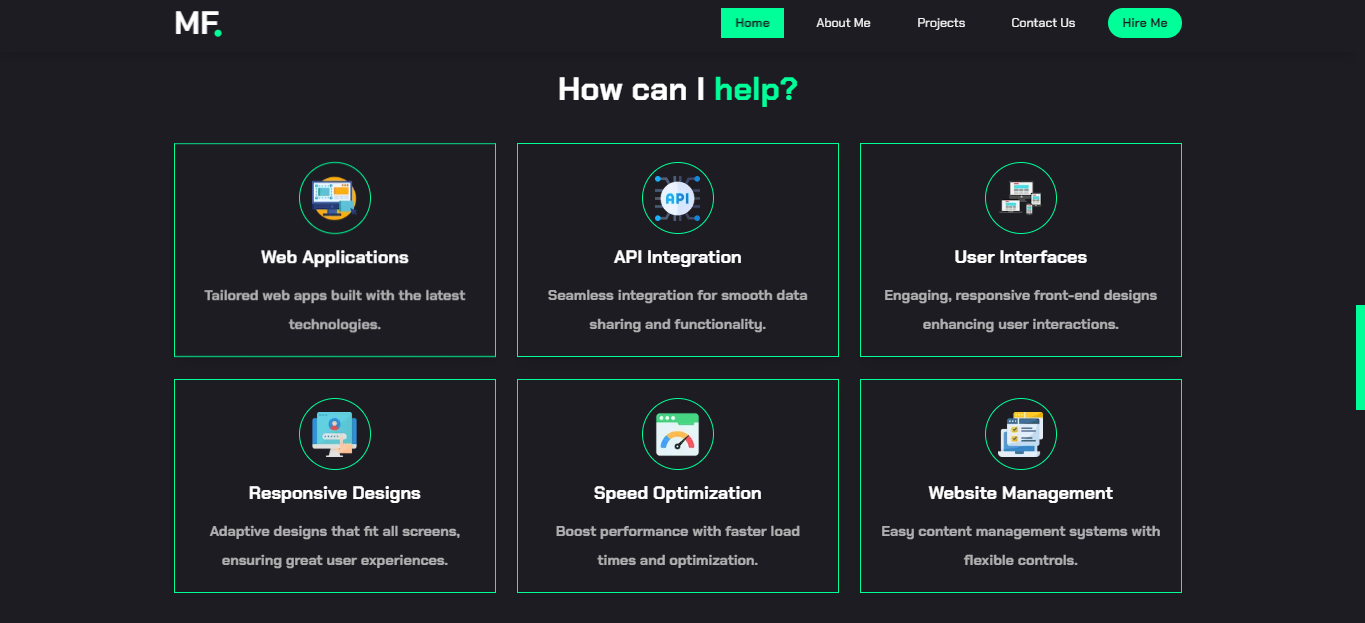 MF.
Home About Me Projects Contact Us Hire Me
How can I help?
API
Web Applications
Tailored web apps built with the latest
technologies.
API Integration
Seamless integration for smooth data
sharing and functionality.
User Interfaces
Engaging, responsive front-end designs
enhancing user interactions.
Responsive Designs
Adaptive designs that fit all screens,
ensuring great user experiences.
Speed Optimization
Boost performance with faster load
times and optimization.
Website Management
Easy content management systems with
flexible controls.